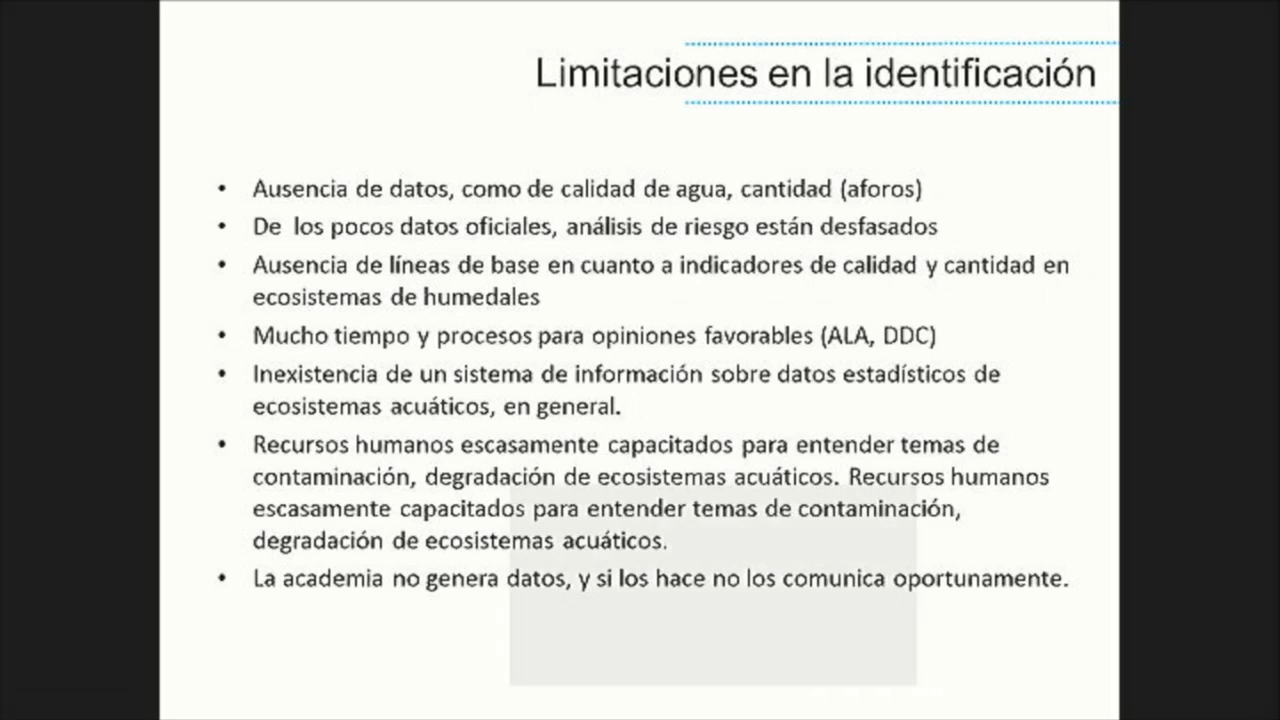 Limitaciones en la identificación
• Ausencia de datos, como de calidad de agua, cantidad (aforos)
• De los pocos datos oficiales, análisis de riesgo están desfasados
• Ausencia de líneas de base en cuanto a indicadores de calidad y cantidad en
ecosistemas de humedales
• Mucho tiempo y procesos para opiniones favorables (ALA, DDC)
• Inexistencia de un sistema de información sobre datos estadísticos de
ecosistemas acuáticos, en general.
• Recursos humanos escasamente capacitados para entender temas de
contaminación, degradación de ecosistemas acuáticos. Recursos humanos
escasamente capacitados para entender temas de contaminación,
degradación de ecosistemas acuáticos.
• La academia no genera datos, y si los hace no los comunica oportunamente.